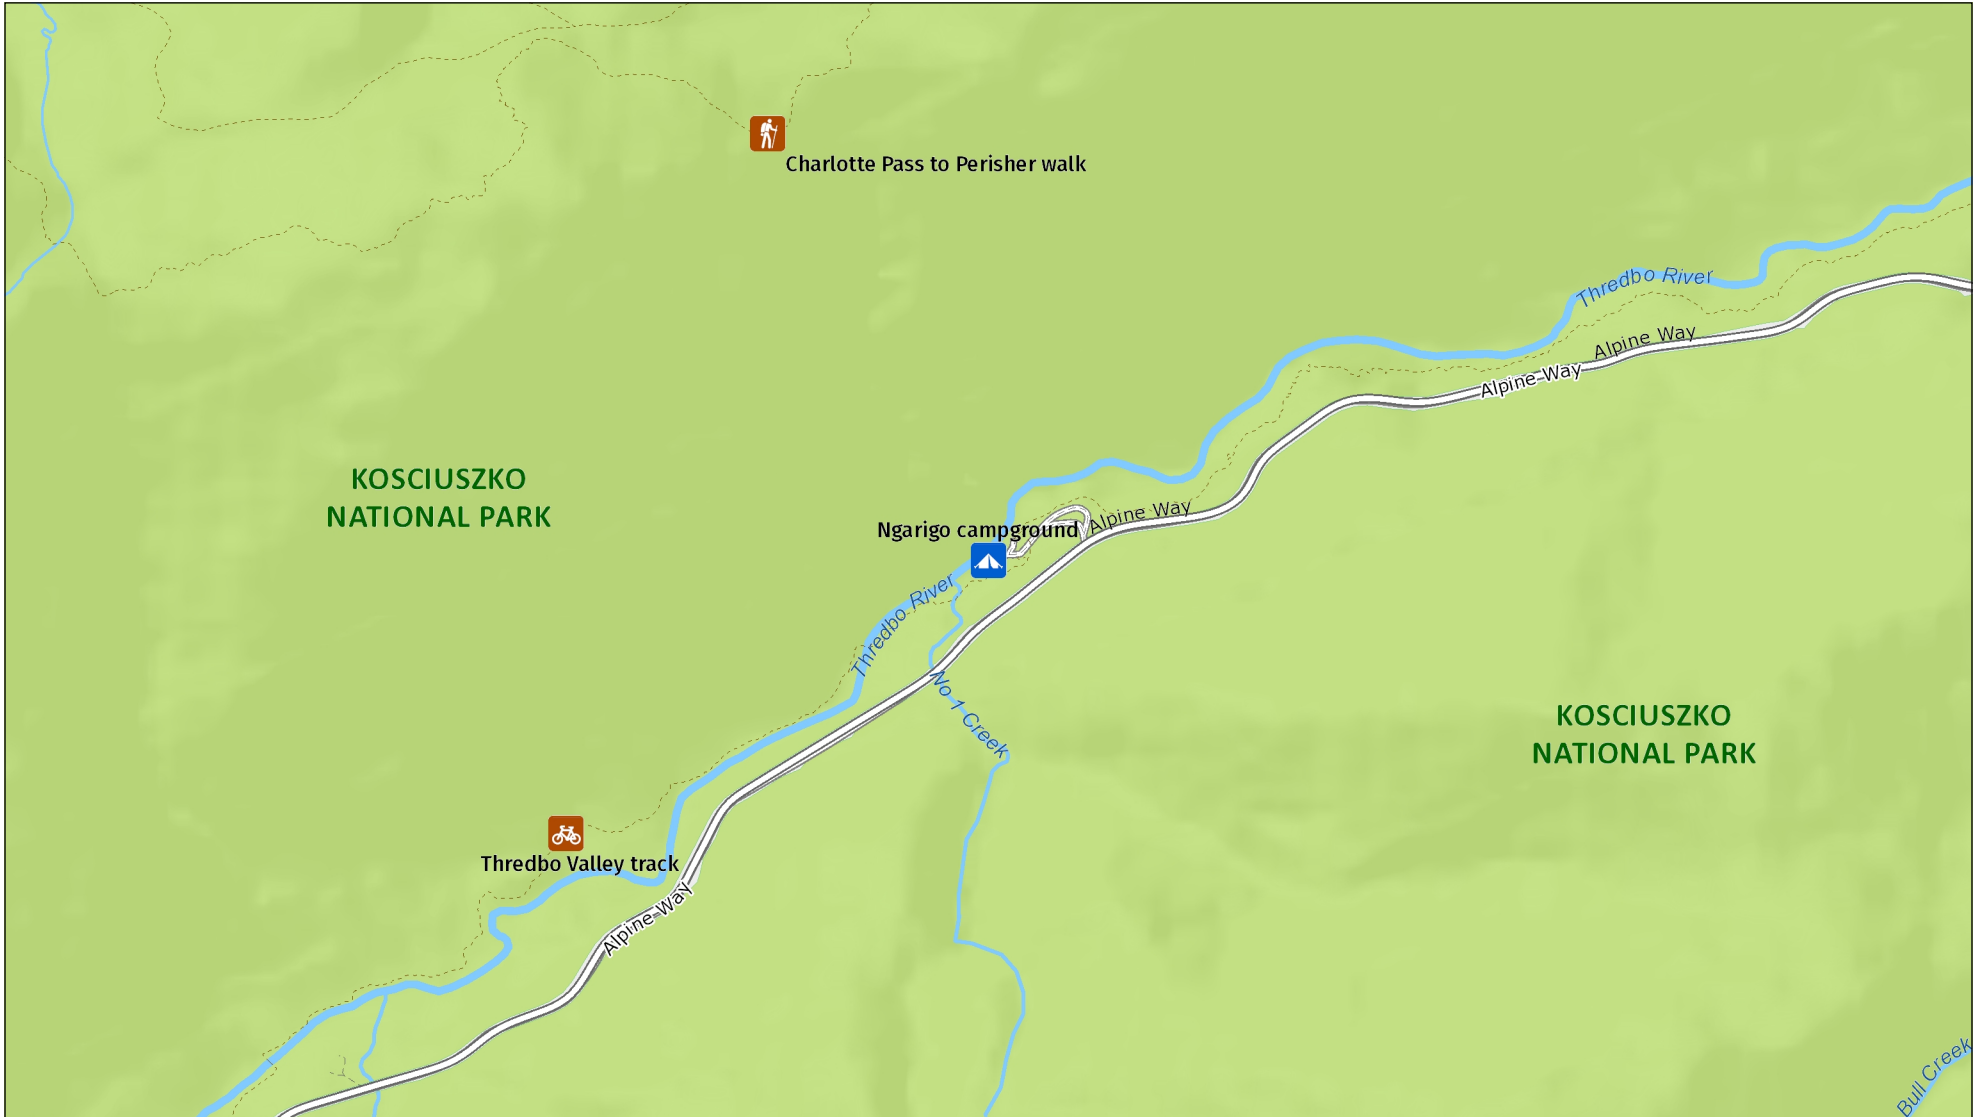 Charlotte Pass to Perisher walk
Thredbo River
Alpine Way
Alpine Way
KOSCIUSZKO
NATIONAL PARK
Alpine Way
Ngarigo campground
Thredbo River
No 1 Creek
KOSCIUSZKO
NATIONAL PARK
Thredbo Valley track
Alpine Way
Bull Creek